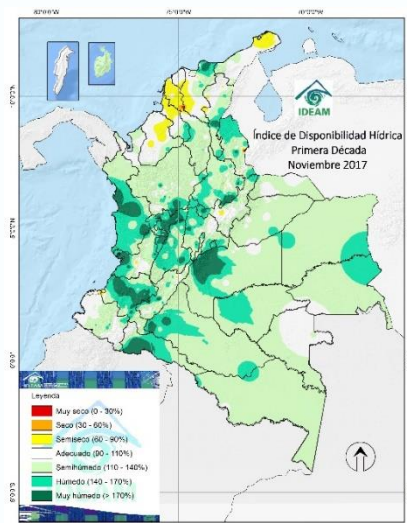 IDEAM
Índice de Disponibilidad Hídrica
Primera Década
Noviembre 2017
IDEAM
Leyenda
Muy seco (0 - 30%)
Seco (30 - 60%)
Semiseco (60 - 90%)
Adecuado (90 - 110%)
Semihúmedo (110 - 140%)
Húmedo (140 - 170%)
Muy húmedo (> 170%)